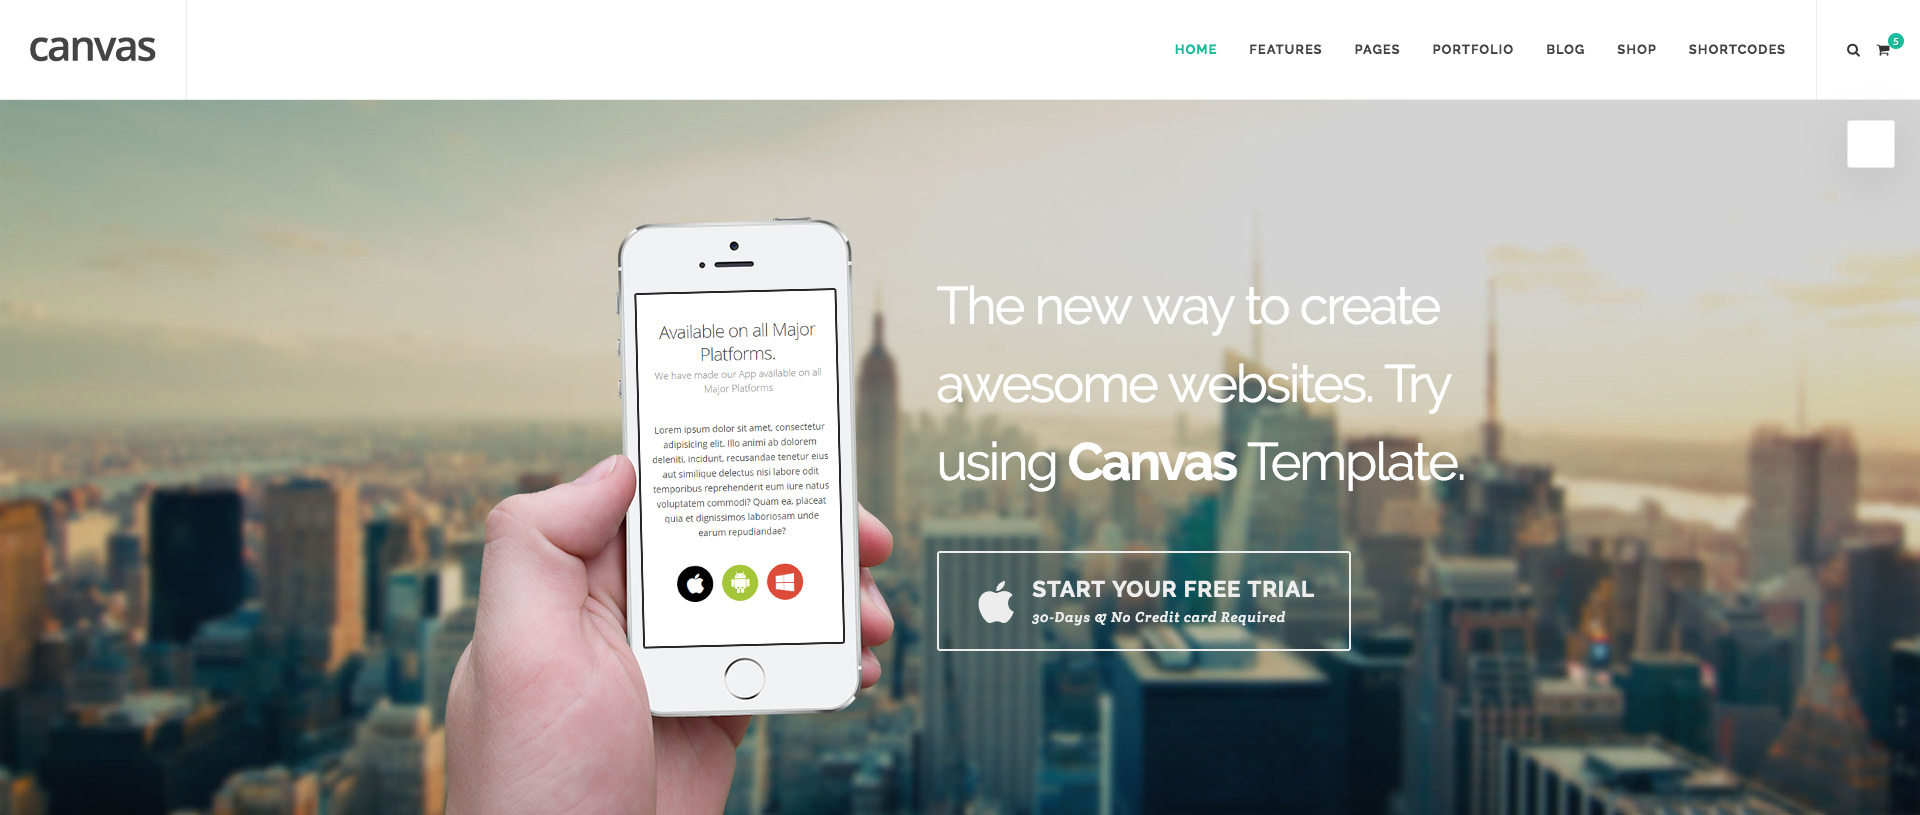 canvas
HOME FEATURES PAGES PORTFOLIO BLOG SHOP SHORTCODES 5
Available on all Major
Platforms.
We have made our App available on all
Major Platforms
Lorem ipsum dolor sit amet, consectetur
adipisicing elit. Illo animi ab dolorem
deleniti, incidunt, recusandae tenetur eius
aut similique delectus nisi labore odit
temporibus reprehenderit eum iure natus
voluptatem commodi? Quam ea, placeat
quia et dignissimos laboriosam unde
earum repudiandae?
The new way to create
awesome websites. Try
using Canvas Template.
START YOUR FREE TRIAL
30-Days & No Credit card Required